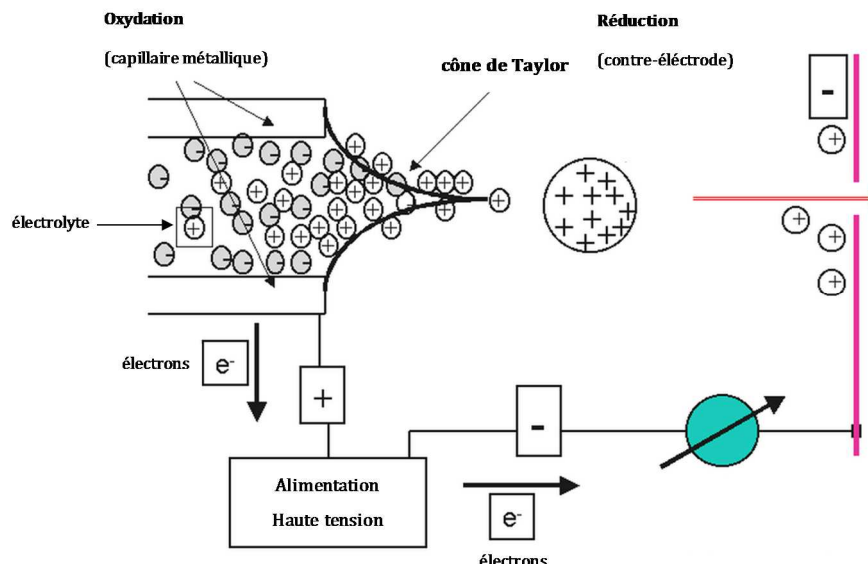 Oxydation
(capillaire métallique)
cône de Taylor
Réduction
(contre-éléctrode)
-
électrolyte
électrons
e-
+
-
Alimentation
Haute tension
e-
électrons